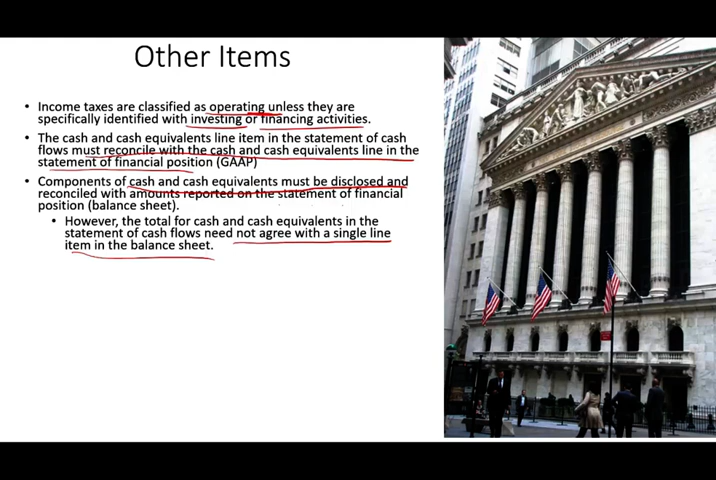 Other Items
• Income taxes are classified as operating unless they are
specifically identified with investing or financing activities.
• The cash and cash equivalents line item in the statement of cash
flows must reconcile with the cash and cash equivalents line in the
statement of financial position (GAAP)
• Components of cash and cash equivalents must be disclosed and
reconciled with amounts reported on the statement of financial
position (balance sheet).
• However, the total for cash and cash equivalents in the
statement of cash flows need not agree with a single line
item in the balance sheet.